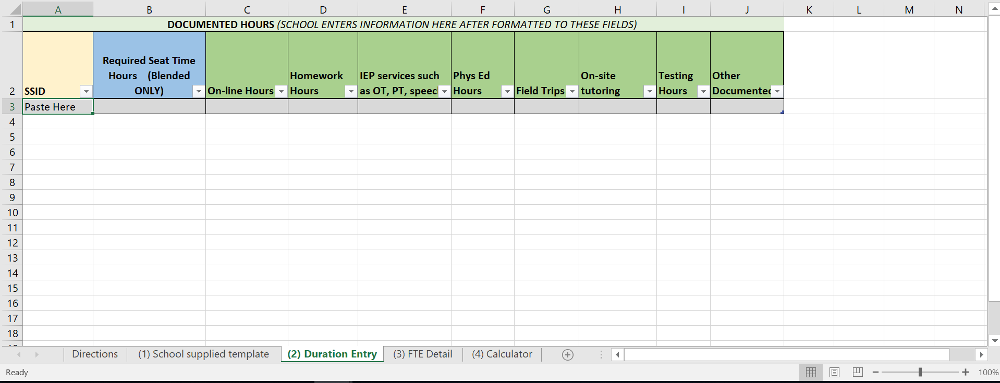 A B C D E F G H I J K L M N
1 DOCUMENTED HOURS (SCHOOL ENTERS INFORMATION HERE AFTER FORMATTED TO THESE FIELDS)
Required Seat Time
Hours (Blended Homework IEP services such Phys Ed On-site Testing Other
2 SSID ONLY) On-line Hours Hours as OT, PT, speec Hours Field Trips tutoring Hours Documented
3 Paste Here
4
5
6
7
8
9
10
11
12
13
14
15
16
17
18
Directions (1) School supplied template (2) Duration Entry (3) FTE Detail (4) Calculator
Ready 100%